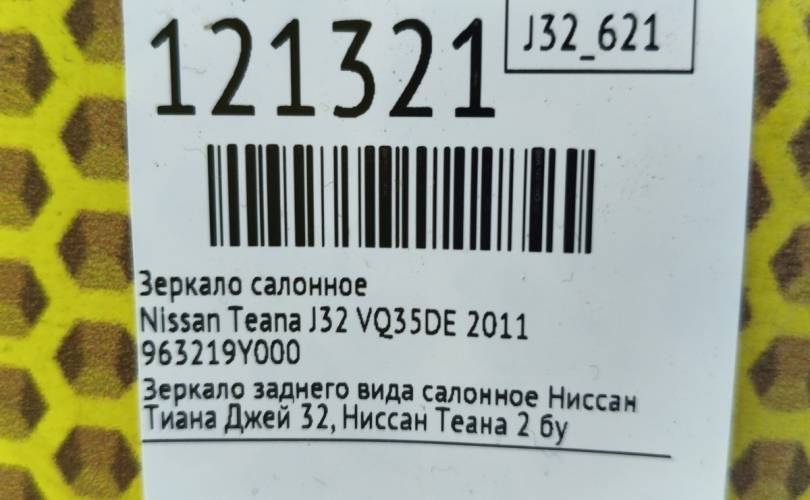 121321
J32_621
Зеркало салонное
Nissan Teana J32 VQ35DE 2011
963219Y000
Зеркало заднего вида салонное Ниссан
Тиана Джей 32, Ниссан Теана 2 бу